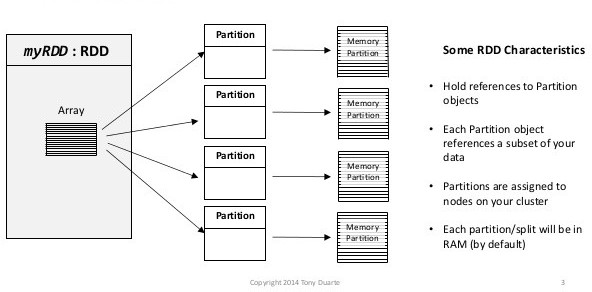 myRDD : RDD
Array
Partition
Memory
Partition
Partition
Memory
Partition
Partition
Memory
Partition
Partition
Memory
Partition
Some RDD Characteristics
• Hold references to Partition
objects
• Each Partition object
references a subset of your
data
• Partitions are assigned to
nodes on your cluster
• Each partition/split will be in
RAM (by default)
Copyright 2014 Tony Duarte
3